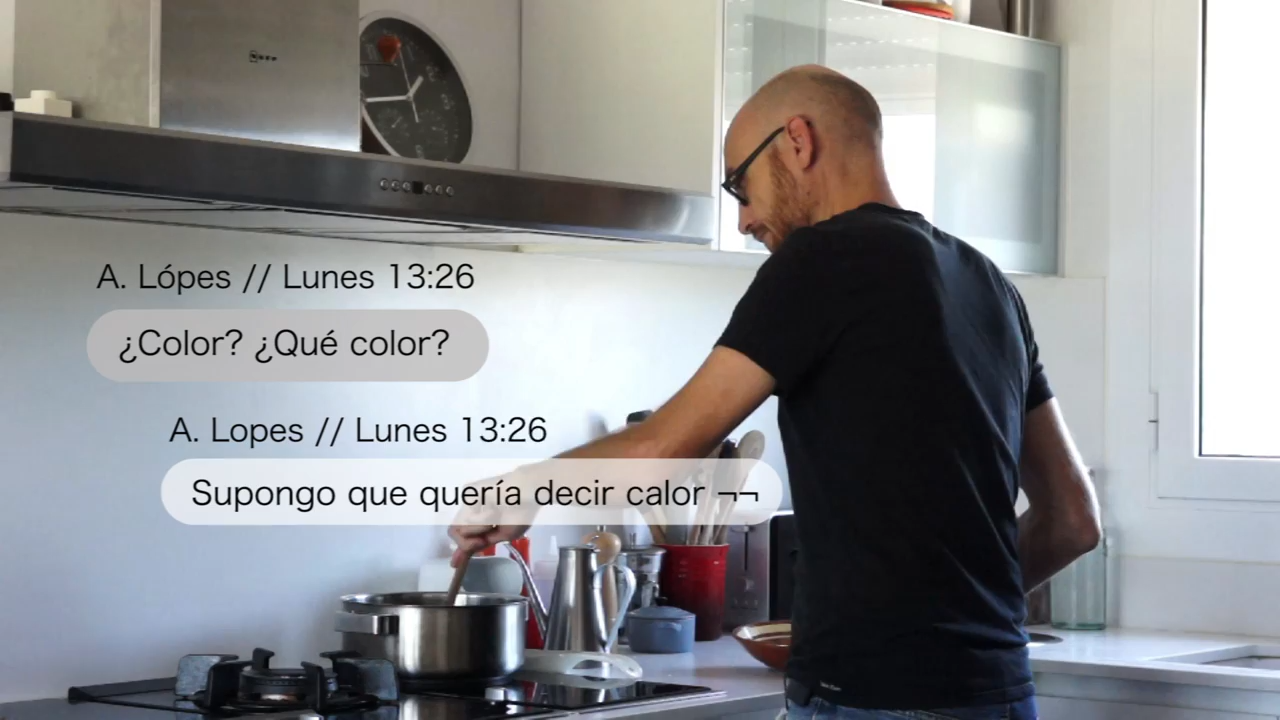 A. Lópes // Lunes 13:26
¿Color? ¿Qué color?
A. Lopes // Lunes 13:26
Supongo que quería decir calor ¬¬